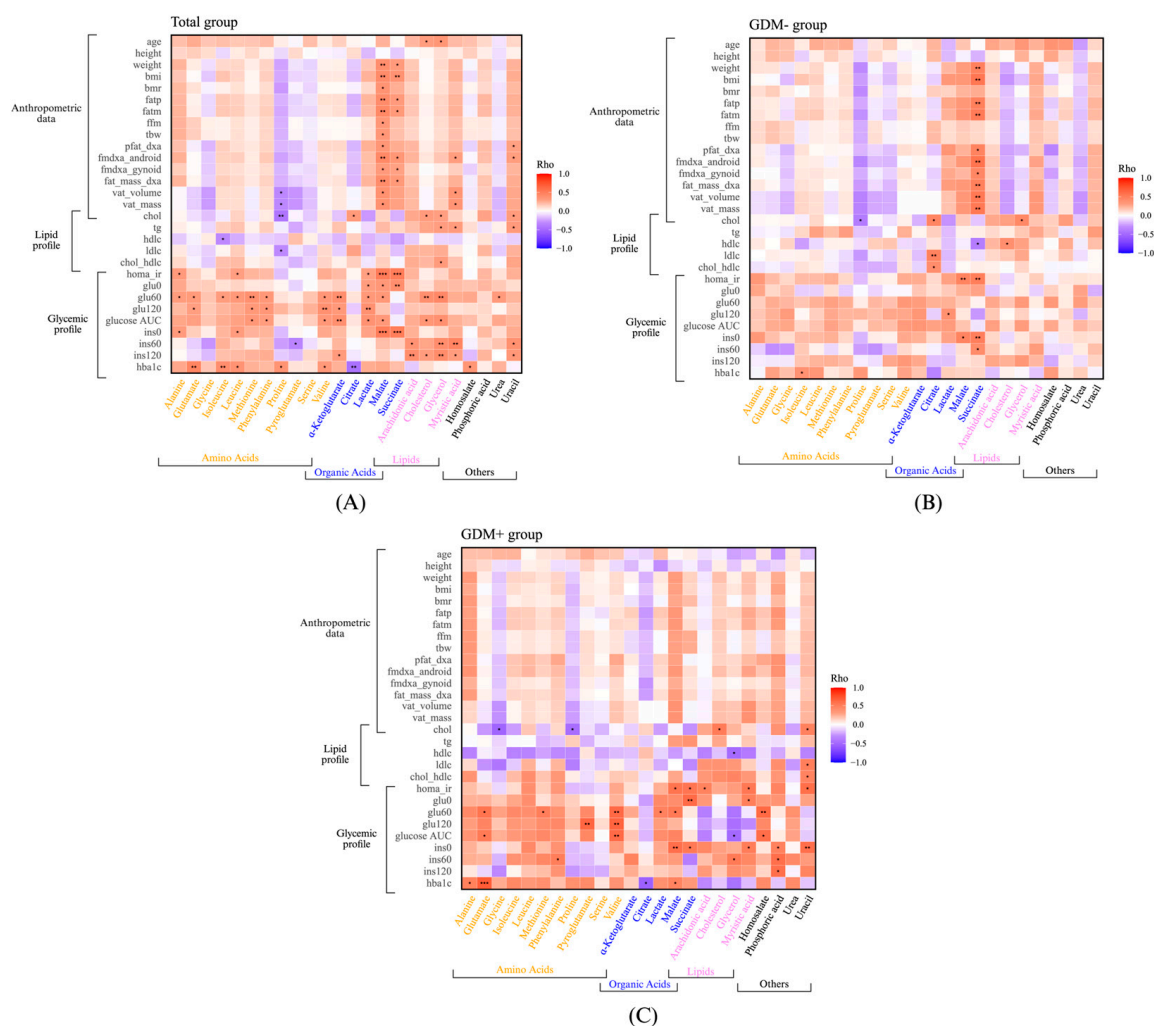 Total group
age
height
weight
bmi
bmr
fatp
fatm
ffm
tbw
pfat_dxa
fmdxa_android
fmdxa_gynoid
fat_mass_dxa
vat_volume
vat_mass
chol
tg
hdlc
ldlc
chol_hdlc
homa_ir
glu0
glu60
glu120
glucose AUC
ins0
ins60
ins120
hba1c
Anthropometric
data
Lipid
profile
Glycemic
profile
Rho
1.0
0.5
0.0
−0.5
−1.0
Alanine
Glutamate
Glycine
Isoleucine
Leucine
Methionine
Phenylalanine
Proline
Pyroglutamate
Serine
Valine
α-Ketoglutarate
Citrate
Lactate
Malate
Succinate
Arachidonic acid
Cholesterol
Glycerol
Myristic acid
Homosalate
Phosphoric acid
Urea
Uracil
Amino Acids
Organic Acids
Lipids
Others
(A)
GDM- group
age
height
weight
bmi
bmr
fatp
fatm
ffm
tbw
pfat_dxa
fmdxa_android
fmdxa_gynoid
fat_mass_dxa
vat_volume
vat_mass
chol
tg
hdlc
ldlc
chol_hdlc
homa_ir
glu0
glu60
glu120
glucose AUC
ins0
ins60
ins120
hba1c
Anthropometric
data
Lipid
profile
Glycemic
profile
Rho
1.0
0.5
0.0
−0.5
−1.0
Alanine
Glutamate
Glycine
Isoleucine
Leucine
Methionine
Phenylalanine
Proline
Pyroglutamate
Serine
Valine
α-Ketoglutarate
Citrate
Lactate
Malate
Succinate
Arachidonic acid
Cholesterol
Glycerol
Myristic acid
Homosalate
Phosphoric acid
Urea
Uracil
Amino Acids
Organic Acids
Lipids
Others
(B)
GDM+ group
age
height
weight
bmi
bmr
fatp
fatm
ffm
tbw
pfat_dxa
fmdxa_android
fmdxa_gynoid
fat_mass_dxa
vat_volume
vat_mass
chol
tg
hdlc
ldlc
chol_hdlc
homa_ir
glu0
glu60
glu120
glucose AUC
ins0
ins60
ins120
hba1c
Anthropometric
data
Lipid
profile
Glycemic
profile
Rho
1.0
0.5
0.0
−0.5
−1.0
Alanine
Glutamate
Glycine
Isoleucine
Leucine
Methionine
Phenylalanine
Proline
Pyroglutamate
Serine
Valine
α-Ketoglutarate
Citrate
Lactate
Malate
Succinate
Arachidonic acid
Cholesterol
Glycerol
Myristic acid
Homosalate
Phosphoric acid
Urea
Uracil
Amino Acids
Organic Acids
Lipids
Others
(C)